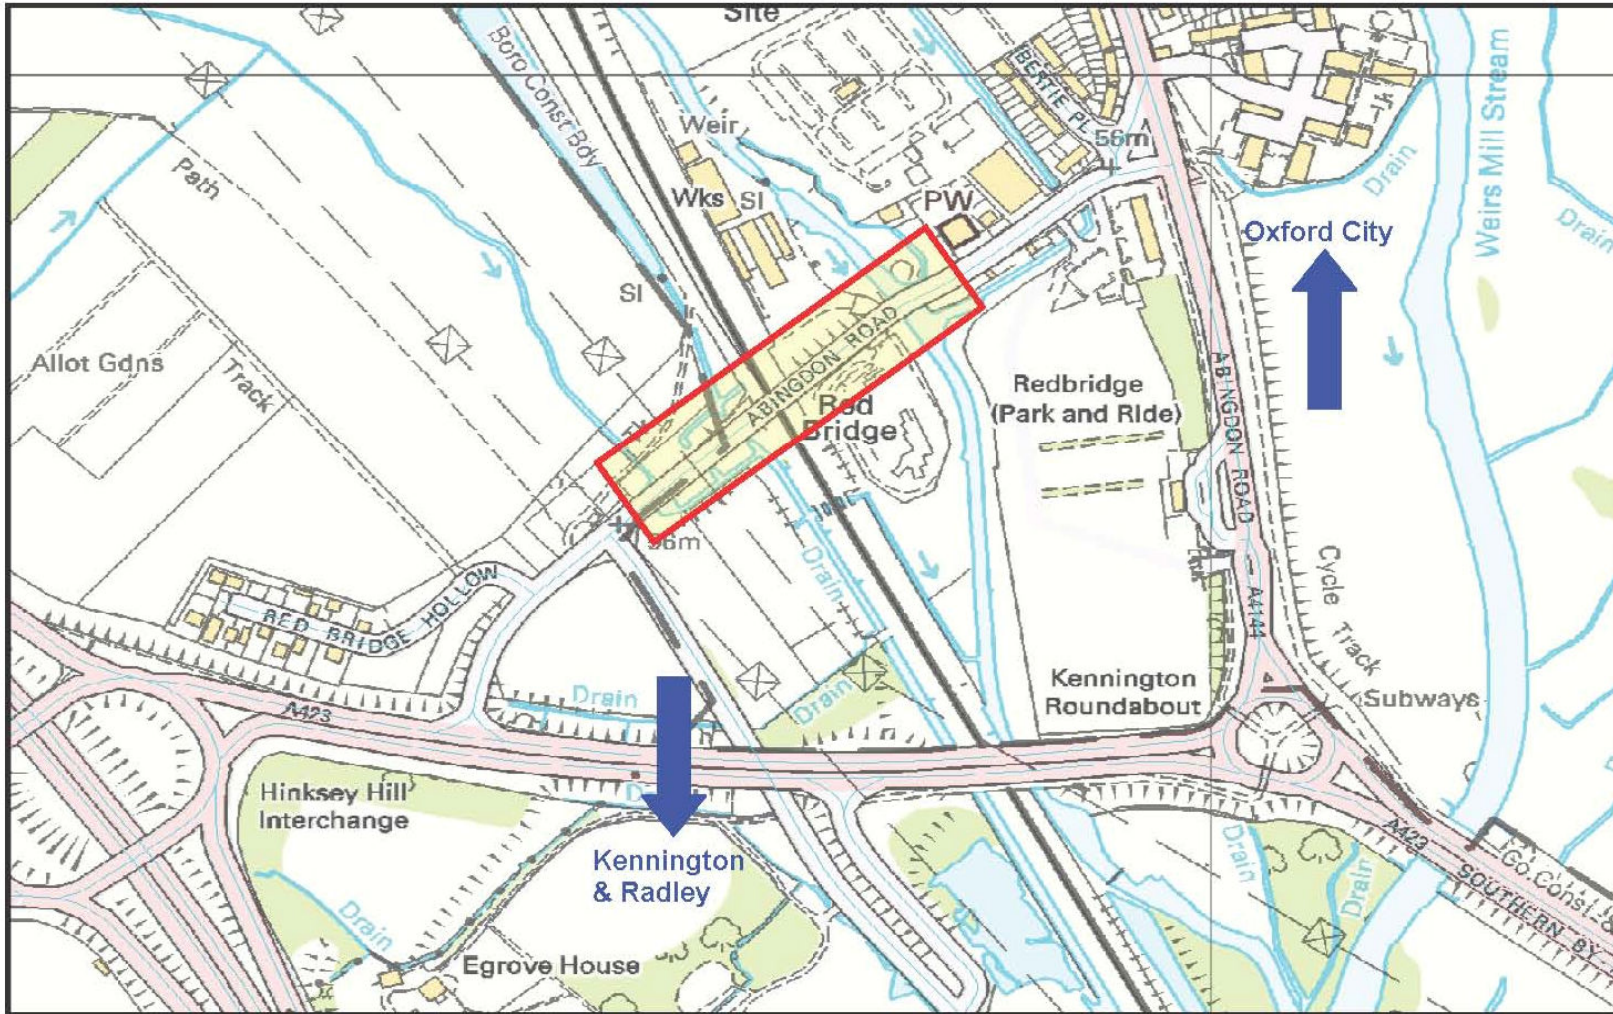 Site
Boro Const Bdy
BERTIE PL
56m
Weirs Mill Stream
Weir
Path
Drain
Wks
Sl
PW
Drain
Oxford City
Sl
Allot Gdns
Track
ABINGDON ROAD
Red
Bridge
Redbridge
(Park and Ride)
ABINGDON ROAD
56m
Drain
Cycle Track
A4144
RED BRIDGE HOLLOW
Kennington
Roundabout
Subways
Drain
Drain
A423
Hinksey Hill
Interchange
Kennington
& Radley
Drain
Drain
Drain
A423
SOUTHERN BY
Co Const
Egrove House